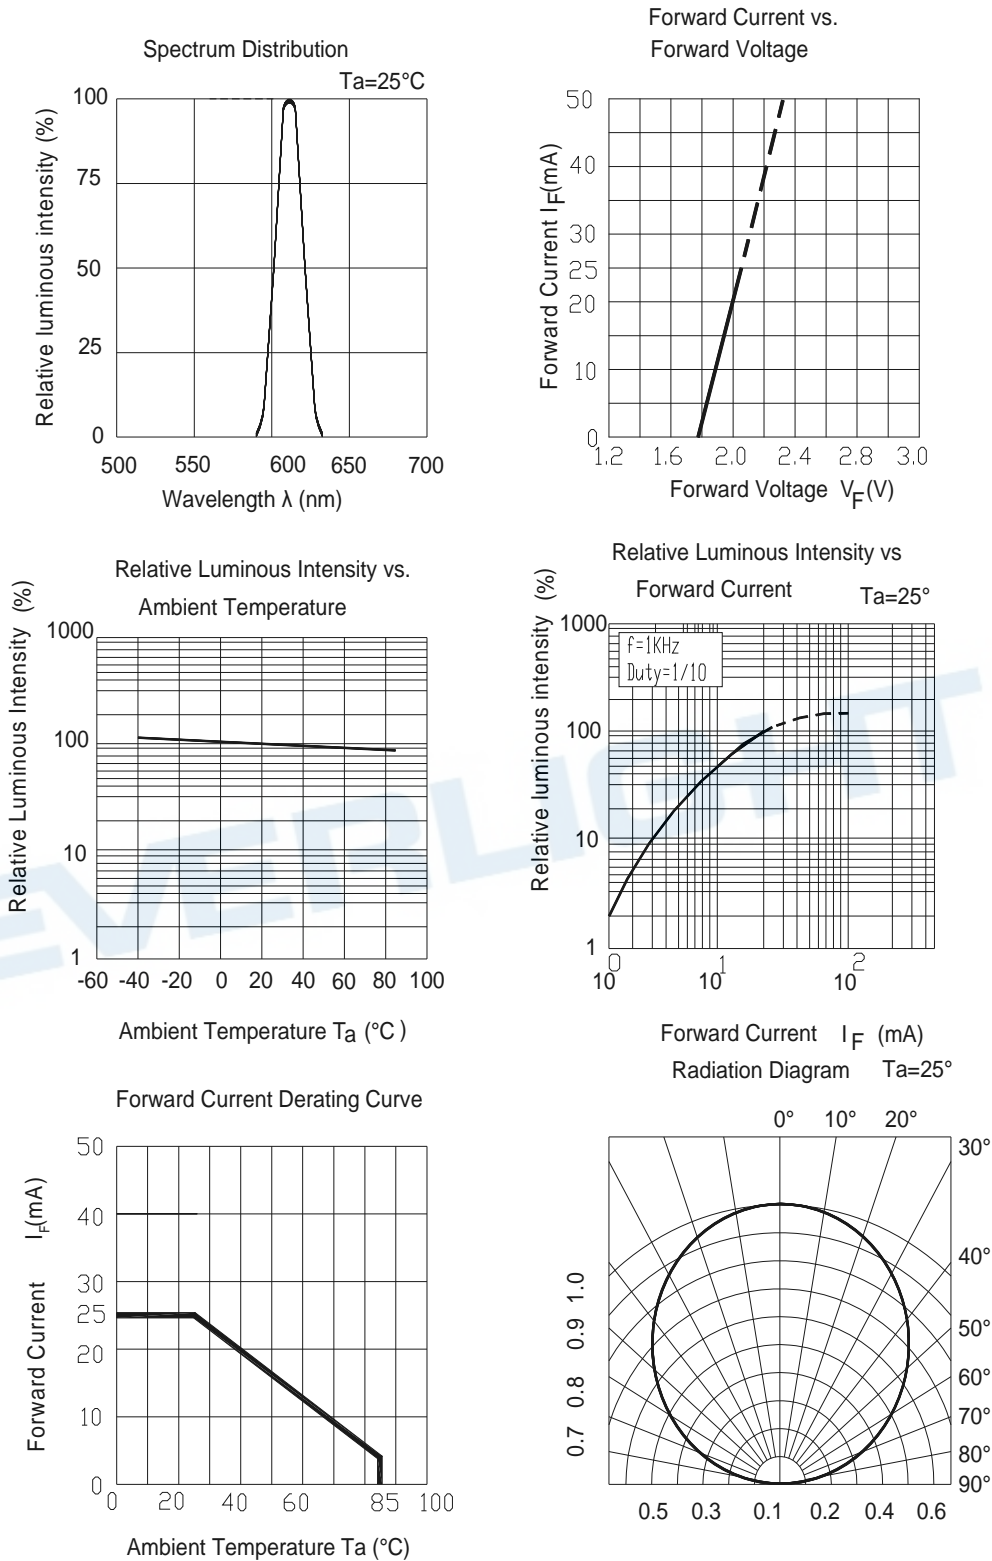 Spectrum Distribution
Ta=25°C
Relative luminous intensity (%)
100
75
50
25
0
500 550 600 650 700
Wavelength λ (nm)
Forward Current vs.
Forward Voltage
Forward Current IF(mA)
50
40
30
25
20
10
0
1.2 1.6 2.0 2.4 2.8 3.0
Forward Voltage VF(V)
Relative Luminous Intensity vs.
Ambient Temperature
Relative Luminous Intensity (%)
1000
100
10
1
-60 -40 -20 0 20 40 60 80 100
Ambient Temperature Ta (°C )
Relative Luminous Intensity vs
Forward Current
Ta=25°
Relative luminous intensity (%)
f=1KHz
Duty=1/10
1000
100
10
1
10^0 10^1 10^2
Forward Current IF (mA)
EVERLIGHT
Forward Current Derating Curve
Forward Current IF(mA)
50
40
30
25
20
10
0
0 20 40 60 85 100
Ambient Temperature Ta (°C)
Radiation Diagram Ta=25°
0° 10° 20°
30°
40°
50°
60°
70°
80°
90°
1.0
0.9
0.8
0.7
0.5 0.3 0.1 0.2 0.4 0.6